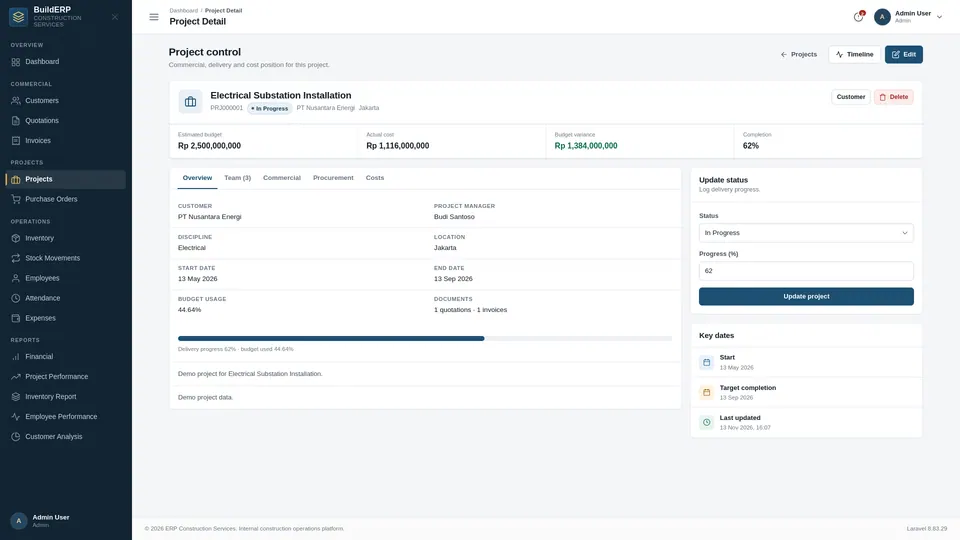 BuildERP
CONSTRUCTION
SERVICES
OVERVIEW
Dashboard
COMMERCIAL
Customers
Quotations
Invoices
PROJECTS
Projects
Purchase Orders
OPERATIONS
Inventory
Stock Movements
Employees
Attendance
Expenses
REPORTS
Financial
Project Performance
Inventory Report
Employee Performance
Customer Analysis
A
Admin User
Admin
Dashboard / Project Detail
Project Detail
A
Admin User
Admin
Project control
Commercial, delivery and cost position for this project.
Projects
Timeline
Edit
Electrical Substation Installation
PRJ000001 In Progress PT Nusantara Energi Jakarta
Customer
Delete
Estimated budget
Rp 2,500,000,000
Actual cost
Rp 1,116,000,000
Budget variance
Rp 1,384,000,000
Completion
62%
Overview Team (3) Commercial Procurement Costs
CUSTOMER
PT Nusantara Energi
PROJECT MANAGER
Budi Santoso
DISCIPLINE
Electrical
LOCATION
Jakarta
START DATE
13 May 2026
END DATE
13 Sep 2026
BUDGET USAGE
44.64%
DOCUMENTS
1 quotations · 1 invoices
Delivery progress 62% · budget used 44.64%
Demo project for Electrical Substation Installation.
Demo project data.
Update status
Log delivery progress.
Status
In Progress
Progress (%)
62
Update project
Key dates
Start
13 May 2026
Target completion
13 Sep 2026
Last updated
13 Nov 2026, 16:07
© 2026 ERP Construction Services. Internal construction operations platform.
Laravel 8.83.29